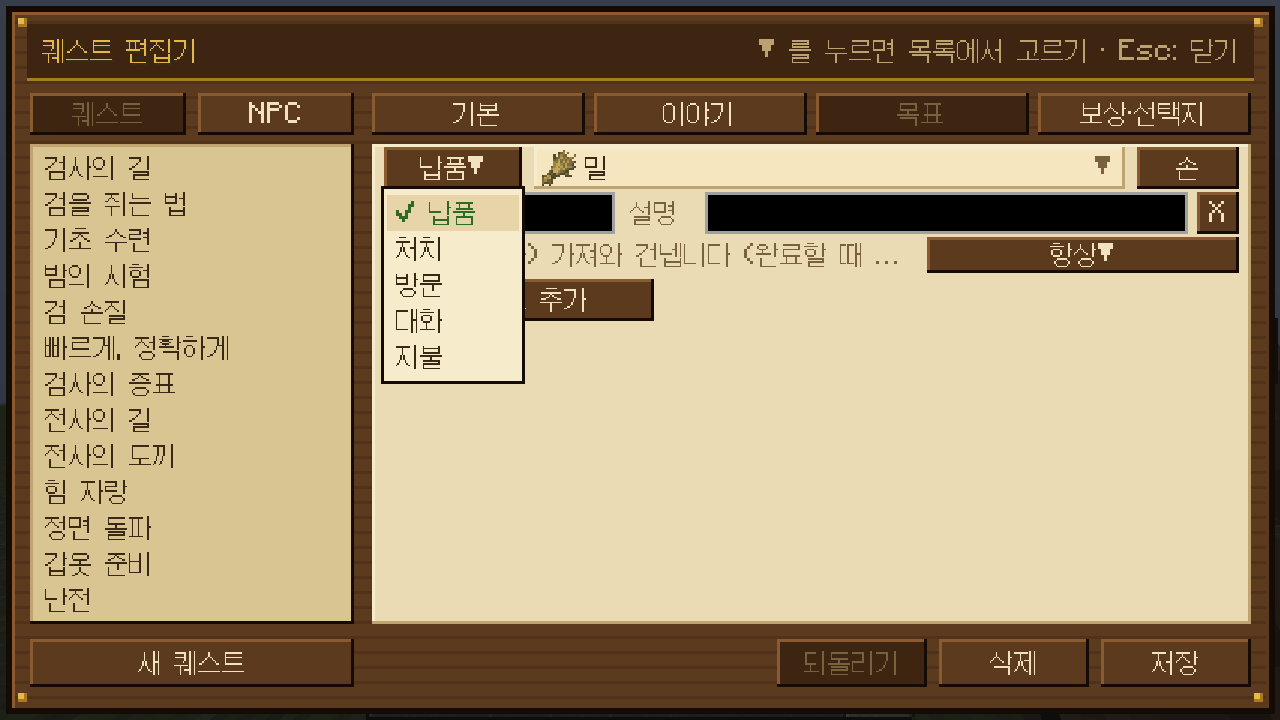 퀘스트 편집기
▼ 를 누르면 목록에서 고르기 · Esc: 닫기
퀘스트
NPC
기본
이야기
목표
보상·선택지
검사의 길
검을 쥐는 법
기초 수련
밤의 시험
검 손질
빠르게, 정확하게
검사의 증표
전사의 길
전사의 도끼
힘 자랑
정면 돌파
갑옷 준비
난전
납품▼
밀 ▼
손
✔ 납품
처치
방문
대화
지불
설명
X
) 가져와 건넵니다 (완료할 때 ...
항상▼
추가
새 퀘스트
되돌리기
삭제
저장